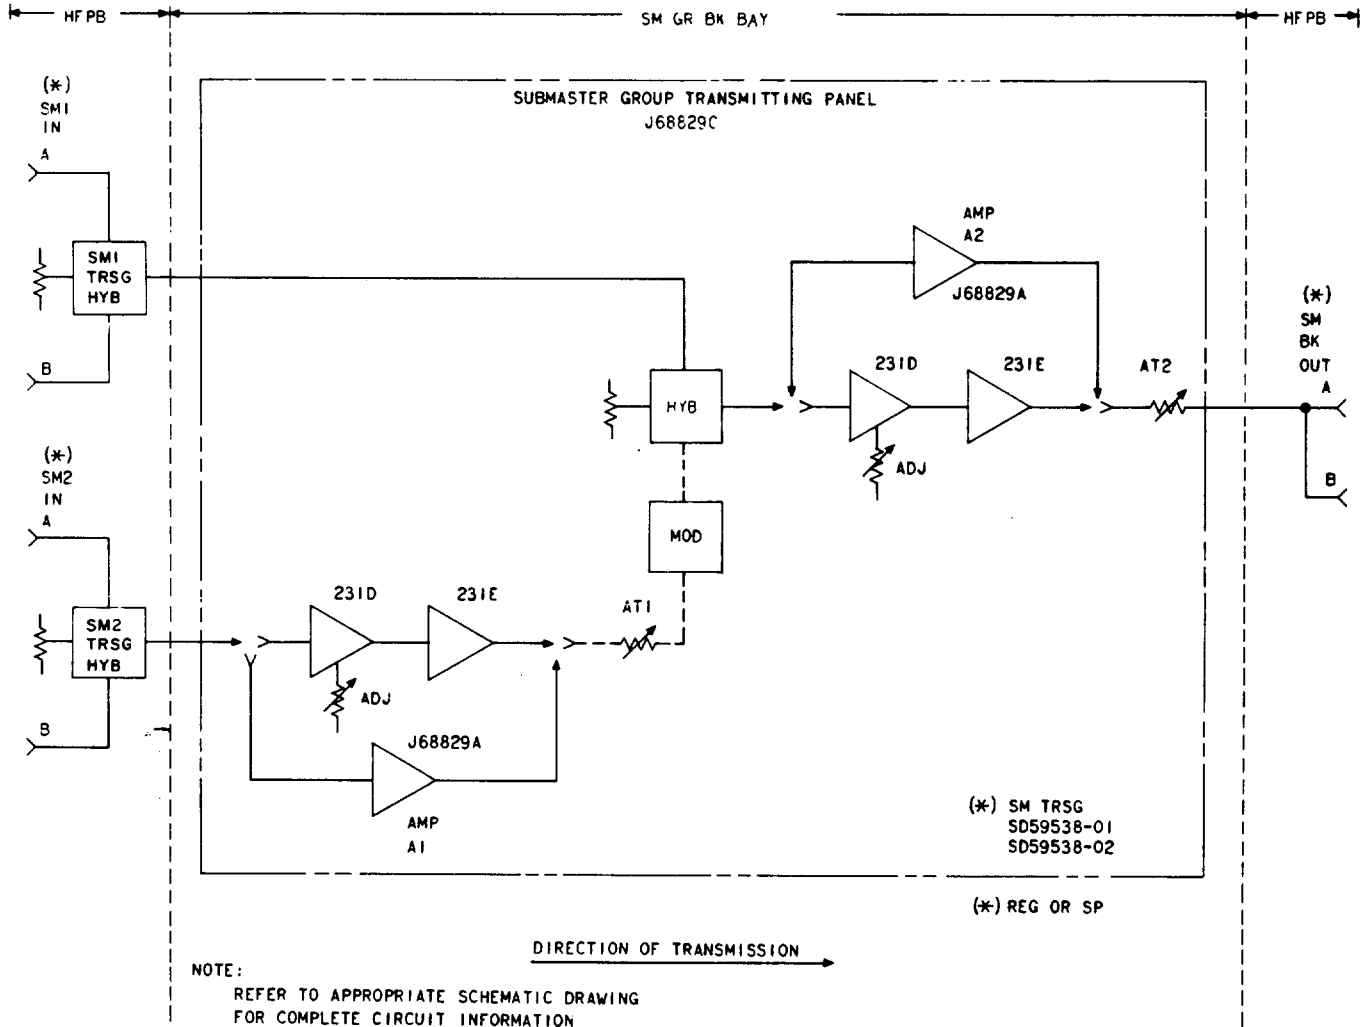 HFPB
SM GR BK BAY
HFPB
SUBMASTER GROUP TRANSMITTING PANEL
J68829C
(*)
SM1
IN
A
SM1
TRSG
HYB
B
AMP
A2
J68829A
(*)
SM
BK
OUT
A
B
231D
231E
AT2
HYB
ADJ
(*)
SM2
IN
A
MOD
SM2
TRSG
HYB
B
231D
231E
AT1
ADJ
J68829A
AMP
A1
(*) SM TRSG
SD59538-01
SD59538-02
(*) REG OR SP
DIRECTION OF TRANSMISSION
NOTE:
REFER TO APPROPRIATE SCHEMATIC DRAWING
FOR COMPLETE CIRCUIT INFORMATION